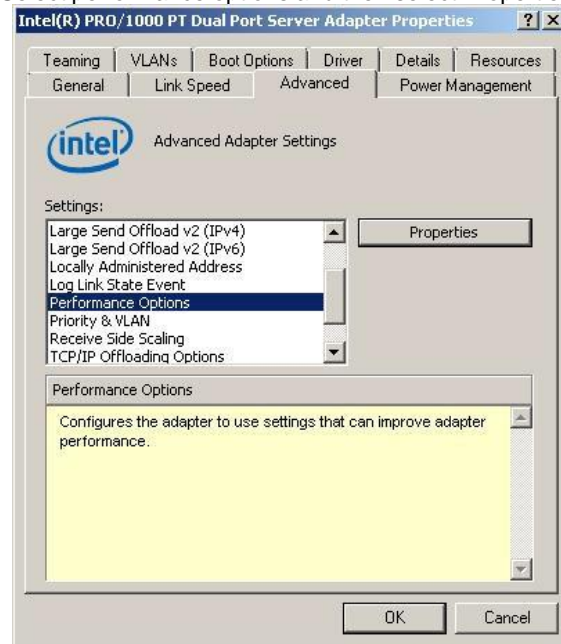 Intel(R) PRO/1000 PT Dual Port Server Adapter Properties
Teaming VLANs Boot Options Driver Details Resources
General Link Speed Advanced Power Management
intel Advanced Adapter Settings
Settings:
Large Send Offload v2 (IPv4)
Properties
Large Send Offload v2 (IPv6)
Locally Administered Address
Log Link State Event
Performance Options
Priority & VLAN
Receive Side Scaling
TCP/IP Offloading Options
Performance Options
Configures the adapter to use settings that can improve adapter
performance.
OK Cancel